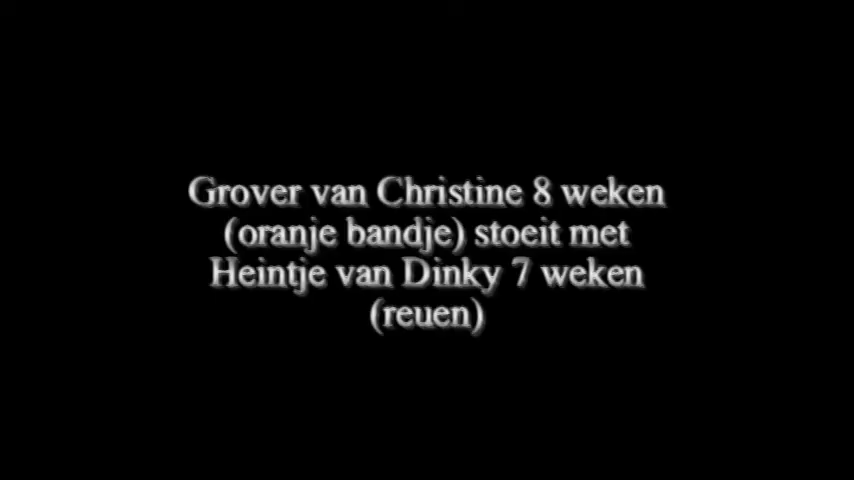 Grover van Christine 8 weken
(oranje bandje) stoeit met
Heintje van Dinky 7 weken
(reuen)